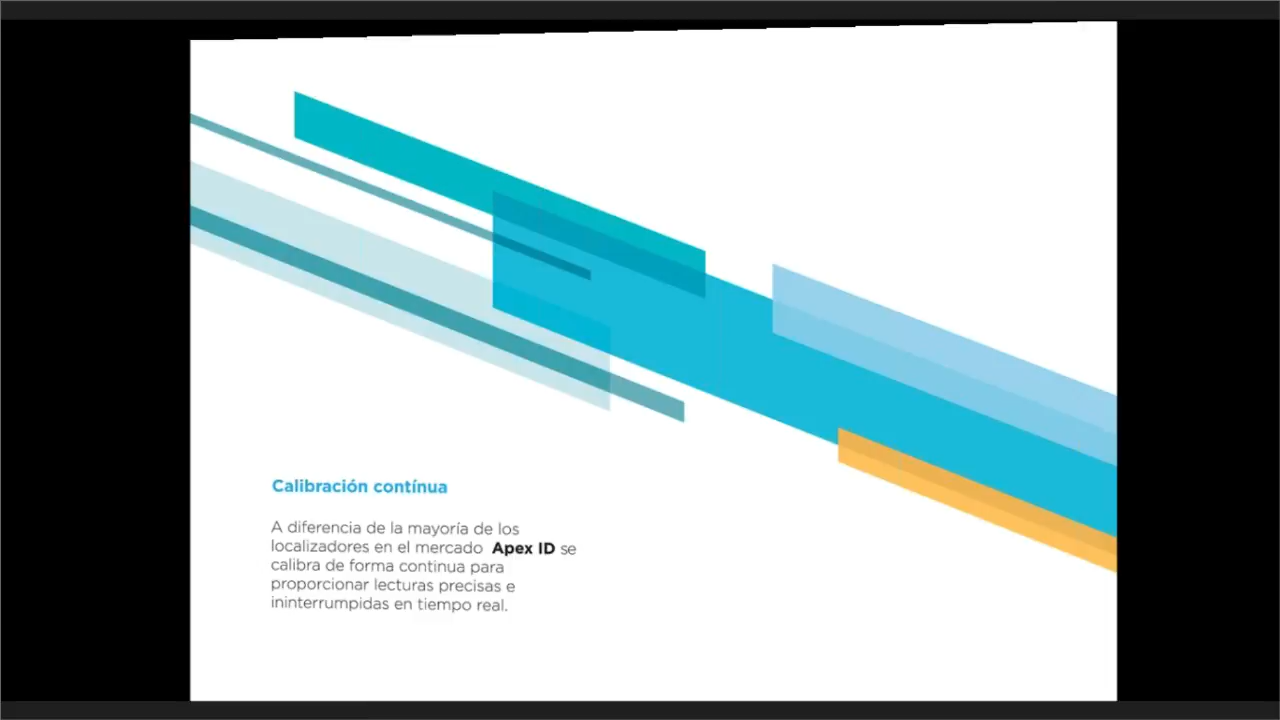 Calibración contínua
A diferencia de la mayoría de los
localizadores en el mercado Apex ID se
calibra de forma continua para
proporcionar lecturas precisas e
ininterrumpidas en tiempo real.